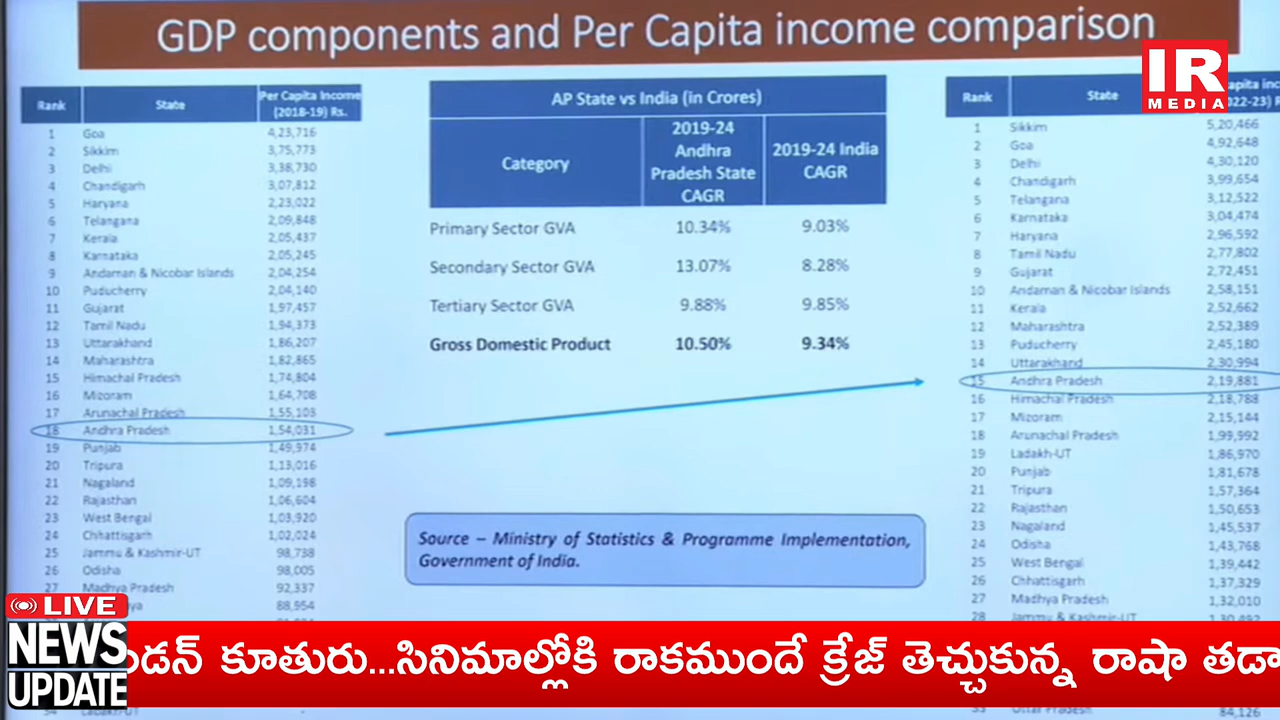 GDP components and Per Capita income comparison
IR
MEDIA
Rank State Per Capita Income (2018-19) Rs.
1 Goa 4,23,716
2 Sikkim 3,75,773
3 Delhi 3,38,730
4 Chandigarh 3,07,812
5 Haryana 2,23,022
6 Telangana 2,09,848
7 Kerala 2,05,437
8 Karnataka 2,05,245
9 Andaman & Nicobar Islands 2,04,254
10 Puducherry 2,04,140
11 Gujarat 1,97,457
12 Tamil Nadu 1,94,373
13 Uttarakhand 1,86,207
14 Maharashtra 1,82,865
15 Himachal Pradesh 1,74,804
16 Mizoram 1,64,708
17 Arunachal Pradesh 1,55,103
18 Andhra Pradesh 1,54,031
19 Punjab 1,49,974
20 Tripura 1,13,016
21 Nagaland 1,09,198
22 Rajasthan 1,06,604
23 West Bengal 1,03,920
24 Chhattisgarh 1,02,024
25 Jammu & Kashmir-UT 98,738
26 Odisha 98,005
27 Madhya Pradesh 92,337
88,954
AP State vs India (in Crores)
Category 2019-24 Andhra Pradesh State CAGR 2019-24 India CAGR
Primary Sector GVA 10.34% 9.03%
Secondary Sector GVA 13.07% 8.28%
Tertiary Sector GVA 9.88% 9.85%
Gross Domestic Product 10.50% 9.34%
Source – Ministry of Statistics & Programme Implementation,
Government of India.
Rank State
1 Sikkim 5,20,466
2 Goa 4,92,648
3 Delhi 4,30,120
4 Chandigarh 3,99,654
5 Telangana 3,12,522
6 Karnataka 3,04,474
7 Haryana 2,96,592
8 Tamil Nadu 2,77,802
9 Gujarat 2,72,451
10 Andaman & Nicobar Islands 2,58,151
11 Kerala 2,52,662
12 Maharashtra 2,52,389
13 Puducherry 2,45,180
14 Uttarakhand 2,30,994
15 Andhra Pradesh 2,19,881
16 Himachal Pradesh 2,18,788
17 Mizoram 2,15,144
18 Arunachal Pradesh 1,99,992
19 Ladakh-UT 1,86,970
20 Punjab 1,81,678
21 Tripura 1,57,364
22 Rajasthan 1,50,653
23 Nagaland 1,45,537
24 Odisha 1,43,768
25 West Bengal 1,39,442
26 Chhattisgarh 1,37,329
27 Madhya Pradesh 1,32,010
28 Jammu & Kashmir-UT
Uttar Pradesh 84,126
LIVE
NEWS
UPDATE
కూతురు...సినిమాల్లోకి రాకముందే క్రేజ్ తెచ్చుకున్న రాషా తడా